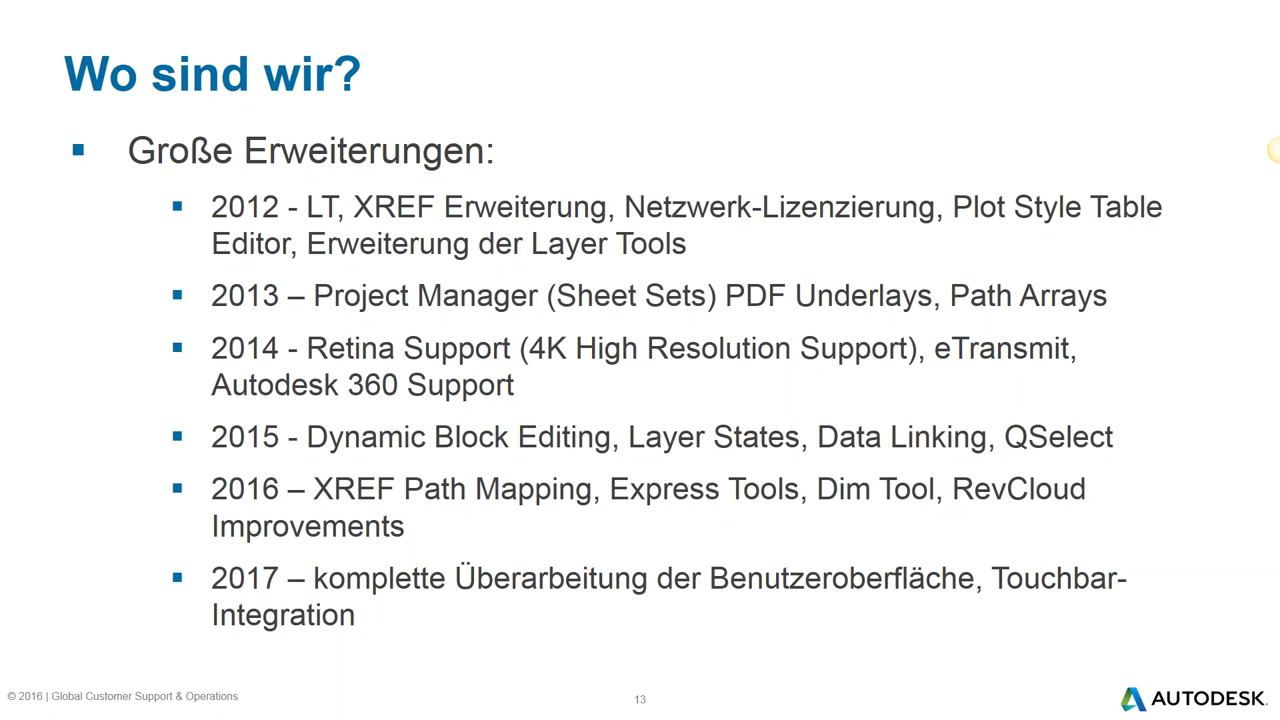 Wo sind wir?
Große Erweiterungen:
2012 - LT, XREF Erweiterung, Netzwerk-Lizenzierung, Plot Style Table
Editor, Erweiterung der Layer Tools
2013 – Project Manager (Sheet Sets) PDF Underlays, Path Arrays
2014 - Retina Support (4K High Resolution Support), eTransmit,
Autodesk 360 Support
2015 - Dynamic Block Editing, Layer States, Data Linking, QSelect
2016 – XREF Path Mapping, Express Tools, Dim Tool, RevCloud
Improvements
2017 – komplette Überarbeitung der Benutzeroberfläche, Touchbar-
Integration
© 2016 | Global Customer Support & Operations
13
AUTODESK.